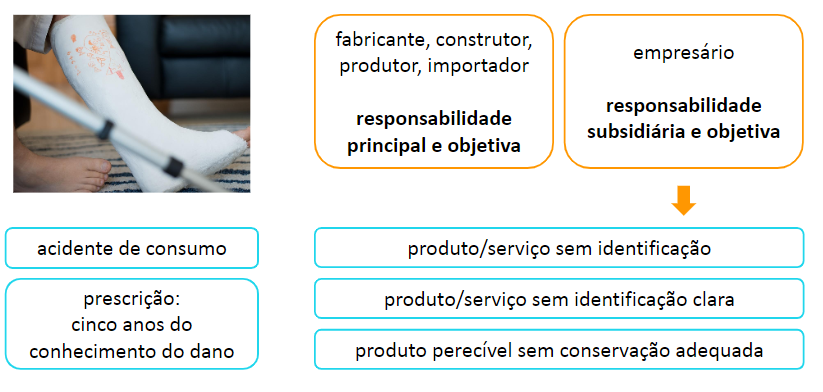 fabricante, construtor,
produtor, importador
responsabilidade
principal e objetiva
empresário
responsabilidade
subsidiária e objetiva
acidente de consumo
prescrição:
cinco anos do
conhecimento do dano
produto/serviço sem identificação
produto/serviço sem identificação clara
produto perecível sem conservação adequada